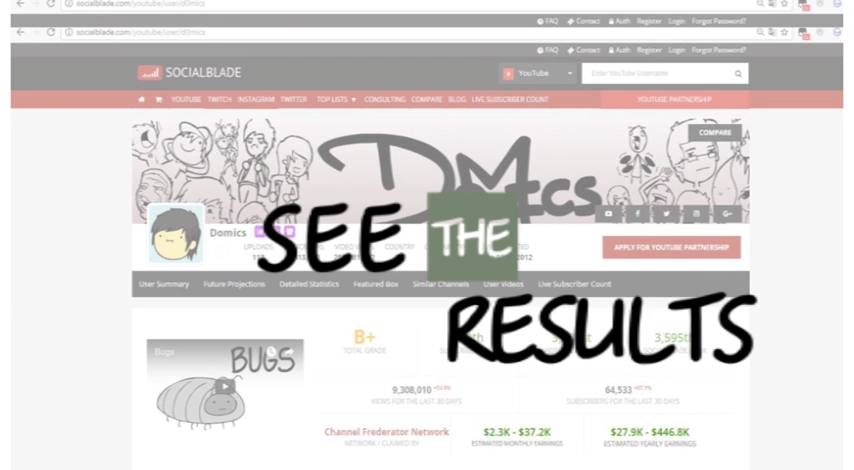 socialblade.com/youtube/user/d0mics
FAQ Contact Auth Register Login Forgot Password?
socialblade.com/youtube/user/d0mics
FAQ Contact Auth Register Login Forgot Password?
SOCIALBLADE YouTube Enter YouTube Username
YOUTUBE TWITCH INSTAGRAM TWITTER TOP LISTS CONSULTING COMPARE BLOG LIVE SUBSCRIBER COUNT YOUTUBE PARTNERSHIP
COMPARE
DOMics
Domics
SEE THE
UPLOADS COUNTRY
2012
APPLY FOR YOUTUBE PARTNERSHIP
User Summary Future Projections Detailed Statistics Featured Box Similar Channels User Videos Live Subscriber Count
RESULTS
Bugs
BUGS
B+ 3,595th
TOTAL GRADE
9,308,010 64,533
VIEWS FOR THE LAST 30 DAYS SUBSCRIBERS FOR THE LAST 30 DAYS
Channel Frederator Network $2.3K - $37.2K $27.9K - $446.8K
NETWORK / CLAIMED BY ESTIMATED MONTHLY EARNINGS ESTIMATED YEARLY EARNINGS